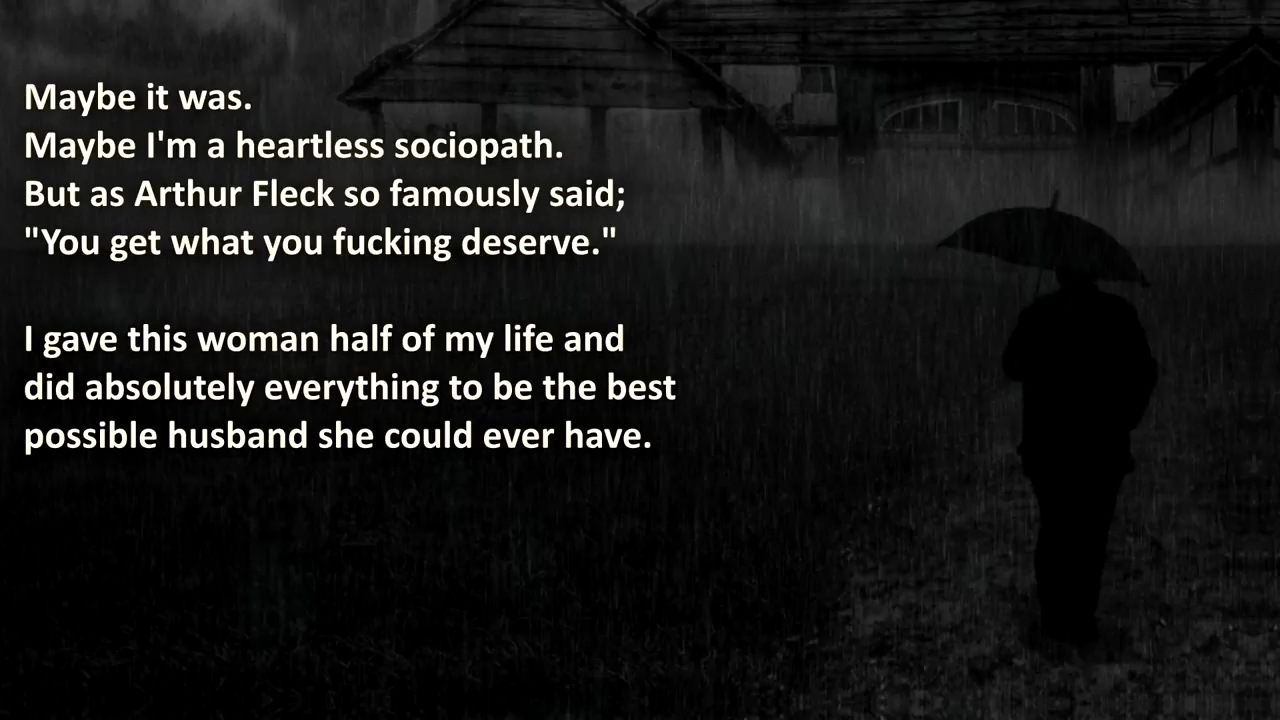 Maybe it was.
Maybe I'm a heartless sociopath.
But as Arthur Fleck so famously said;
"You get what you fucking deserve."
I gave this woman half of my life and
did absolutely everything to be the best
possible husband she could ever have.